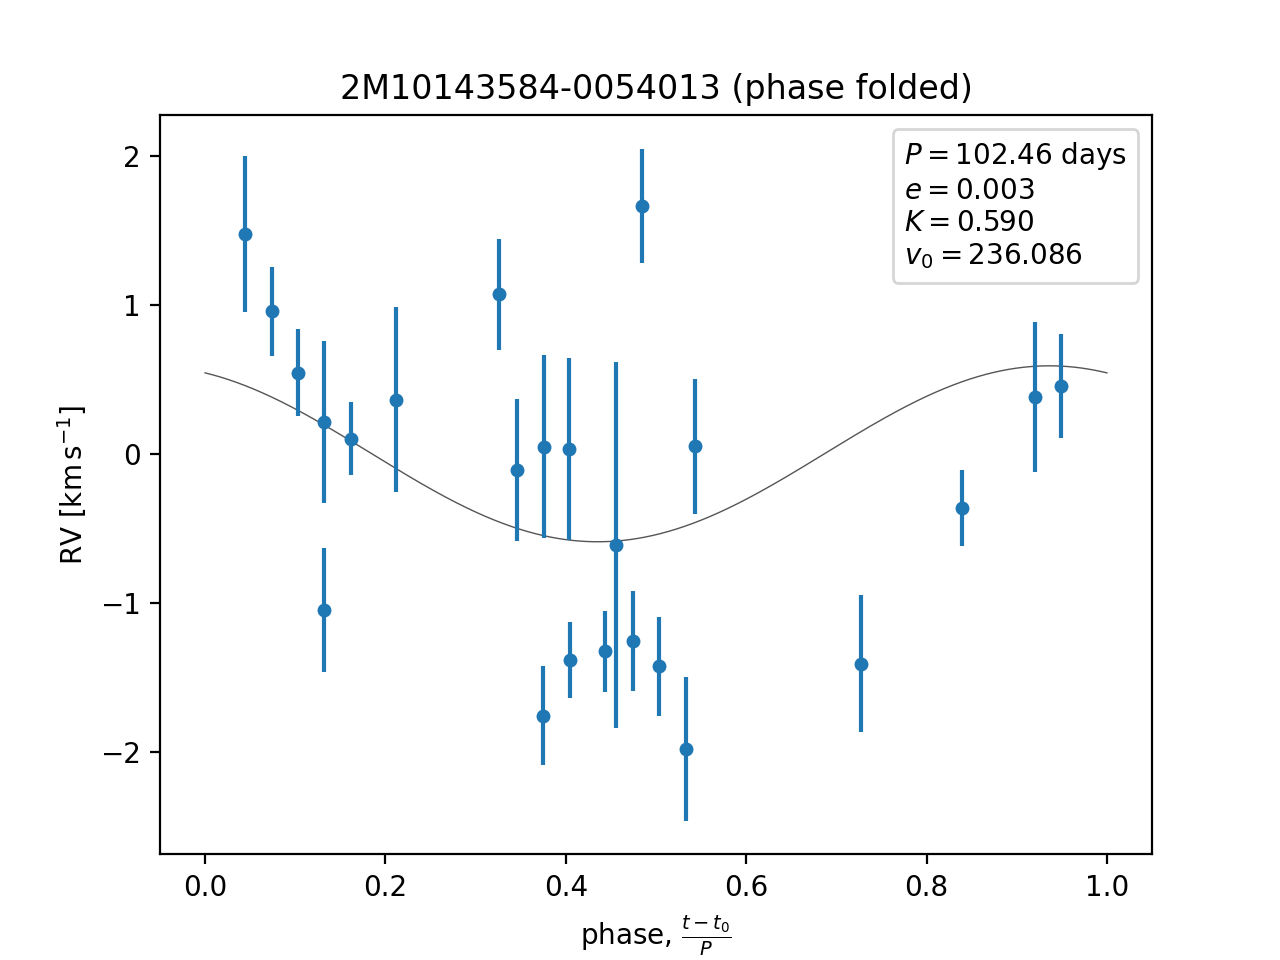 2M10143584-0054013 (phase folded)
P = 102.46 days
e = 0.003
K = 0.590
v₀ = 236.086
RV [km s⁻¹]
2
1
0
−1
−2
0.0 0.2 0.4 0.6 0.8 1.0
phase, (t − t₀)/P